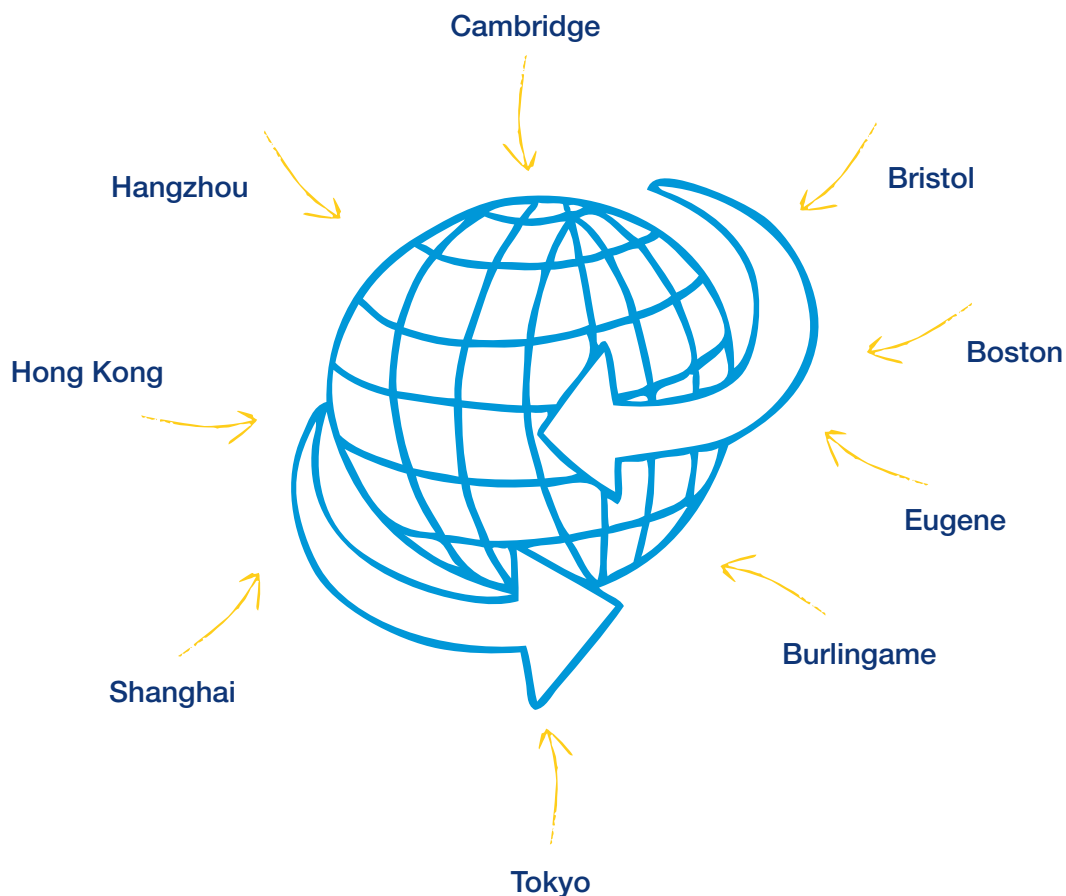 Cambridge
Hangzhou
Bristol
Boston
Hong Kong
Eugene
Burlingame
Shanghai
Tokyo